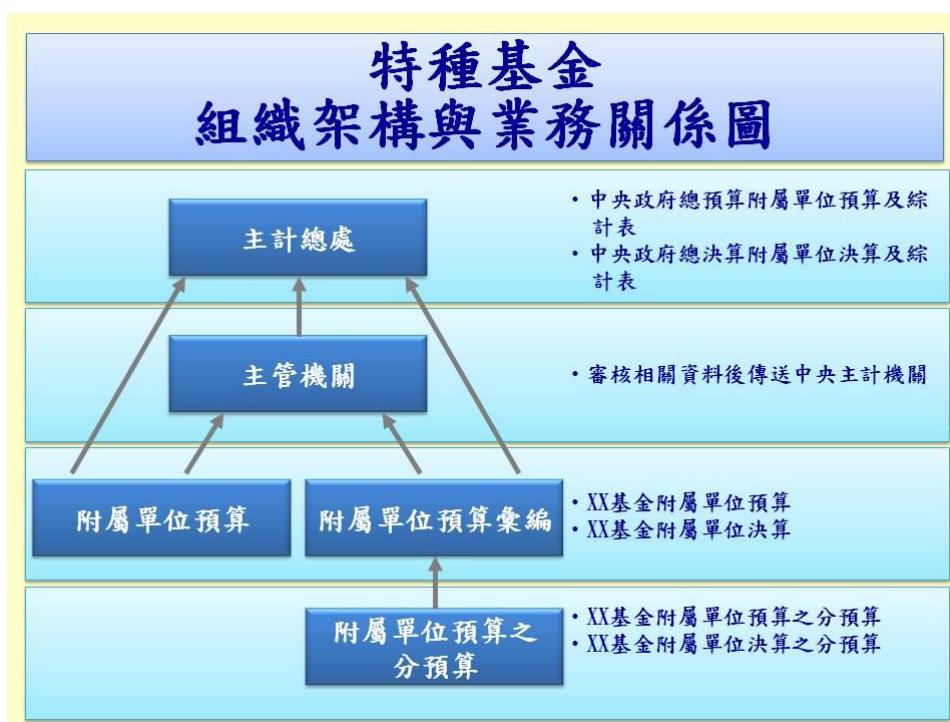 特種基金
組織架構與業務關係圖
主計總處
・中央政府總預算附屬單位預算及綜
計表
・中央政府總決算附屬單位決算及綜
計表
主管機關
・審核相關資料後傳送中央主計機關
附屬單位預算
附屬單位預算彙編
・XX基金附屬單位預算
・XX基金附屬單位決算
附屬單位預算之
分預算
・XX基金附屬單位預算之分預算
・XX基金附屬單位決算之分預算